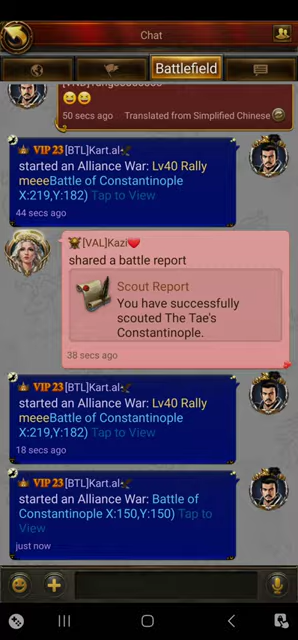 Chat
Battlefield
50 secs ago Translated from Simplified Chinese
VIP 23 [BTL]Kart.al
started an Alliance War: Lv40 Rally
meeeBattle of Constantinople
X:219,Y:182) Tap to View
44 secs ago
[VAL]Kazi❤
shared a battle report
Scout Report
You have successfully
scouted The Tae's
Constantinople.
38 secs ago
VIP 23 [BTL]Kart.al
started an Alliance War: Lv40 Rally
meeeBattle of Constantinople
X:219,Y:182) Tap to View
18 secs ago
VIP 23 [BTL]Kart.al
started an Alliance War: Battle of
Constantinople X:150,Y:150) Tap to
View
just now